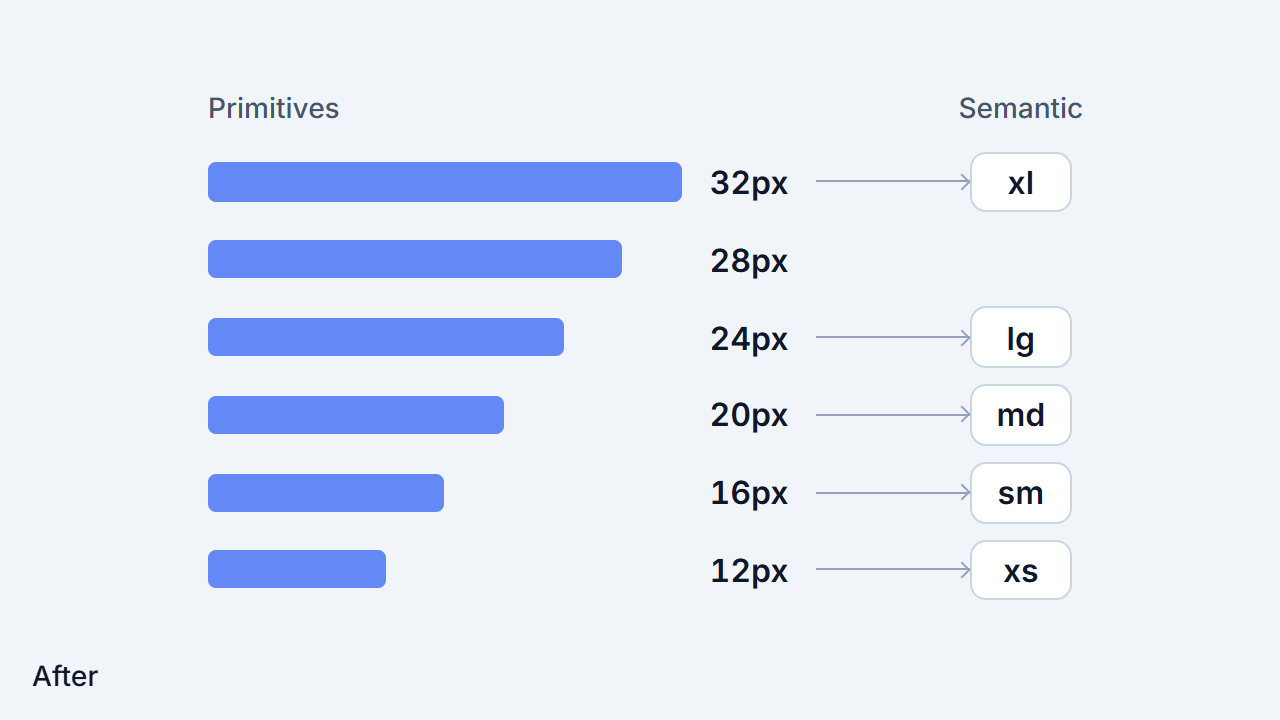 Primitives Semantic
32px xl
28px
24px lg
20px md
16px sm
12px xs
After